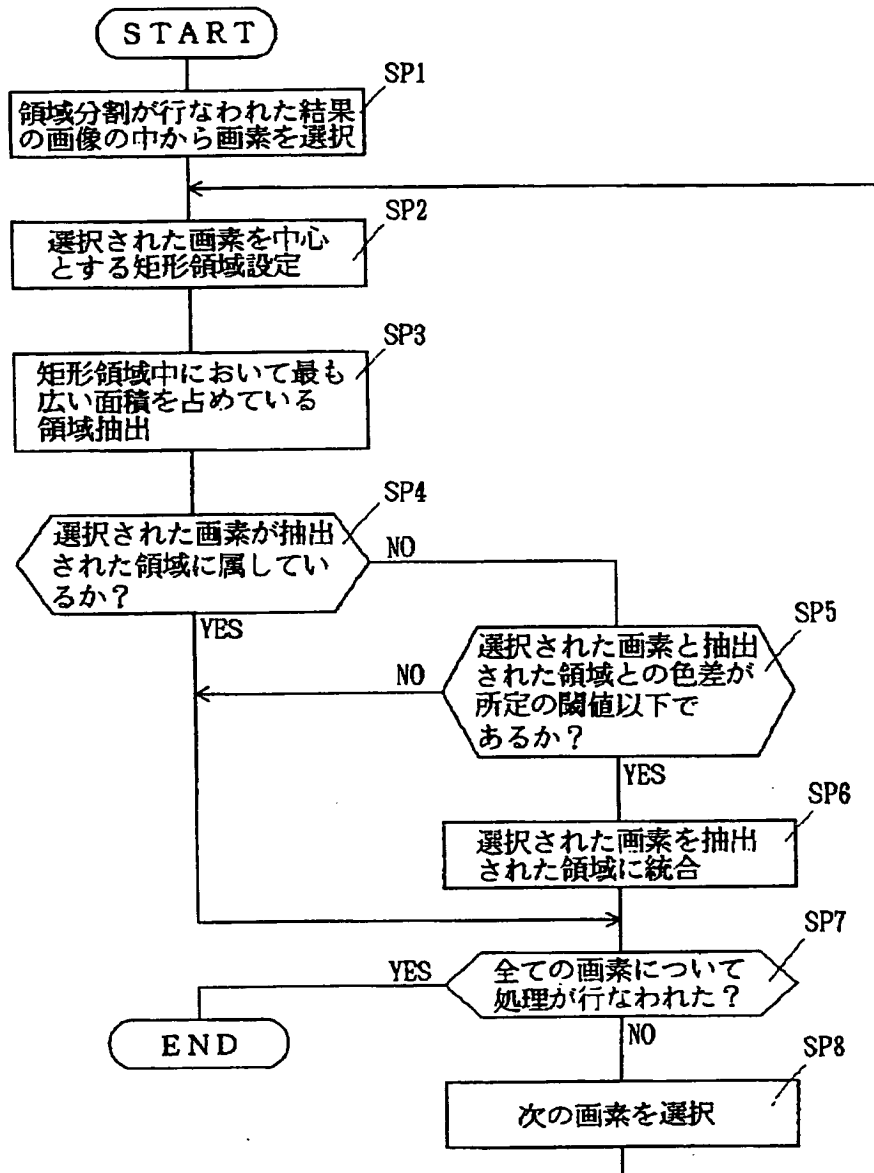 START
SP1
領域分割が行なわれた結果
の画像の中から画素を選択
SP2
選択された画素を中心
とする矩形領域設定
SP3
矩形領域中において最も
広い面積を占めている
領域抽出
SP4
選択された画素が抽出
された領域に属してい
るか？
NO
YES
SP5
選択された画素と抽出
された領域との色差が
所定の閾値以下で
あるか？
NO
YES
SP6
選択された画素を抽出
された領域に統合
SP7
全ての画素について
処理が行なわれた？
YES
END
NO
SP8
次の画素を選択